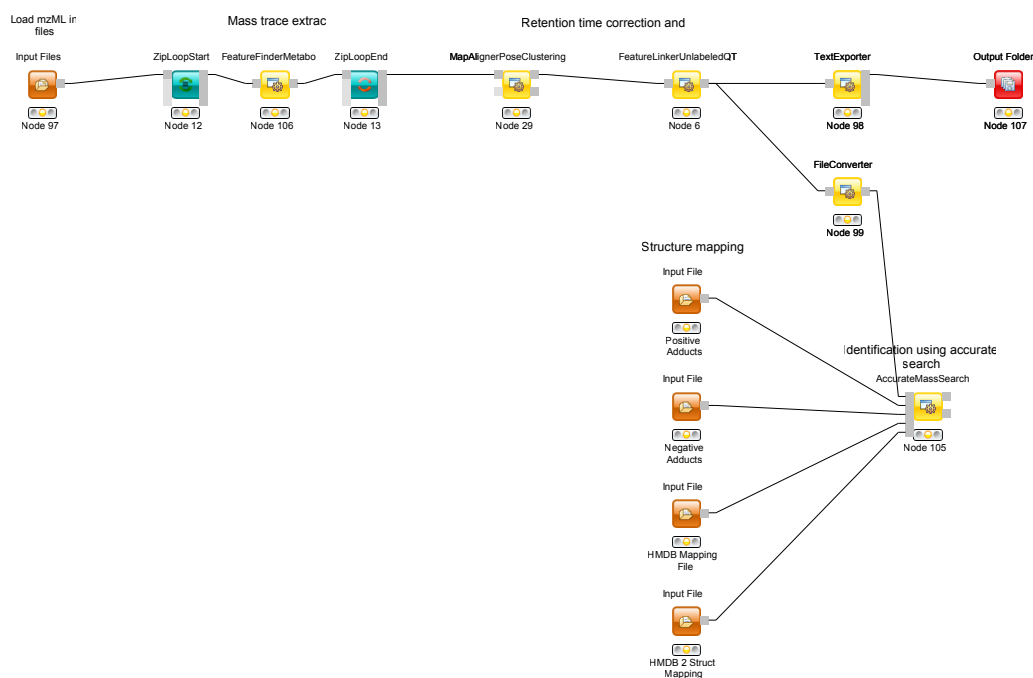 Load mzML in
files
Mass trace extrac
Retention time correction and
Input Files
ZipLoopStart
FeatureFinderMetabo
ZipLoopEnd
MapAlignerPoseClustering
FeatureLinkerUnlabeledQT
TextExporter
Output Folder
Node 97
Node 12
Node 106
Node 13
Node 29
Node 6
Node 98
Node 107
FileConverter
Node 99
Structure mapping
Input File
Positive
Adducts
Identification using accurate
search
AccurateMassSearch
Node 105
Input File
Negative
Adducts
Input File
HMDB Mapping
File
Input File
HMDB 2 Struct
Mapping